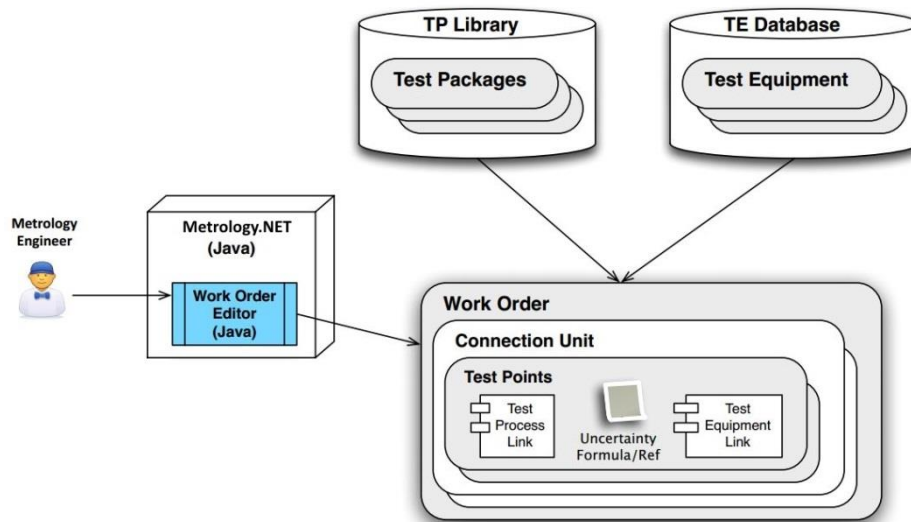 TP Library
Test Packages
TE Database
Test Equipment
Metrology
Engineer
Metrology.NET
(Java)
Work Order
Editor
(Java)
Work Order
Connection Unit
Test Points
Test
Process
Link
Uncertainty
Formula/Ref
Test
Equipment
Link